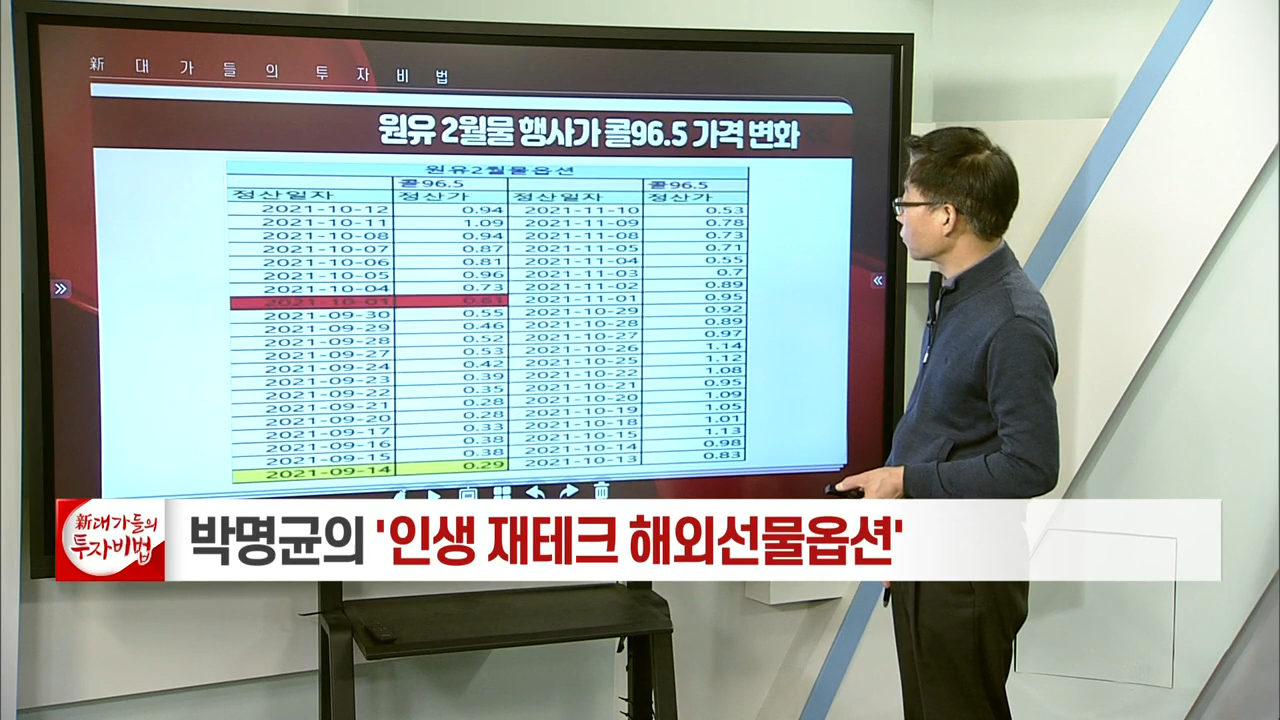 新 대가들의 투자비법
원유 2월물 행사가 콜96.5 가격 변화
원유2월물옵션
콜96.5 콜96.5
정산일자 정산가 정산일자 정산가
2021-10-12 0.94 2021-11-10 0.53
2021-10-11 1.09 2021-11-09 0.78
2021-10-08 0.94 2021-11-08 0.73
2021-10-07 0.87 2021-11-05 0.71
2021-10-06 0.81 2021-11-04 0.55
2021-10-05 0.96 2021-11-03 0.7
2021-10-04 0.73 2021-11-02 0.89
2021-10-01 0.61 2021-11-01 0.95
2021-09-30 0.55 2021-10-29 0.92
2021-09-29 0.46 2021-10-28 0.89
2021-09-28 0.52 2021-10-27 0.97
2021-09-27 0.53 2021-10-26 1.14
2021-09-24 0.42 2021-10-25 1.12
2021-09-23 0.39 2021-10-22 1.08
2021-09-22 0.35 2021-10-21 0.95
2021-09-21 0.28 2021-10-20 1.09
2021-09-20 0.28 2021-10-19 1.05
2021-09-17 0.33 2021-10-18 1.01
2021-09-16 0.38 2021-10-15 1.13
2021-09-15 0.38 2021-10-14 0.98
2021-09-14 0.29 2021-10-13 0.83
新대가들의
투자비법
박명균의 '인생 재테크 해외선물옵션'